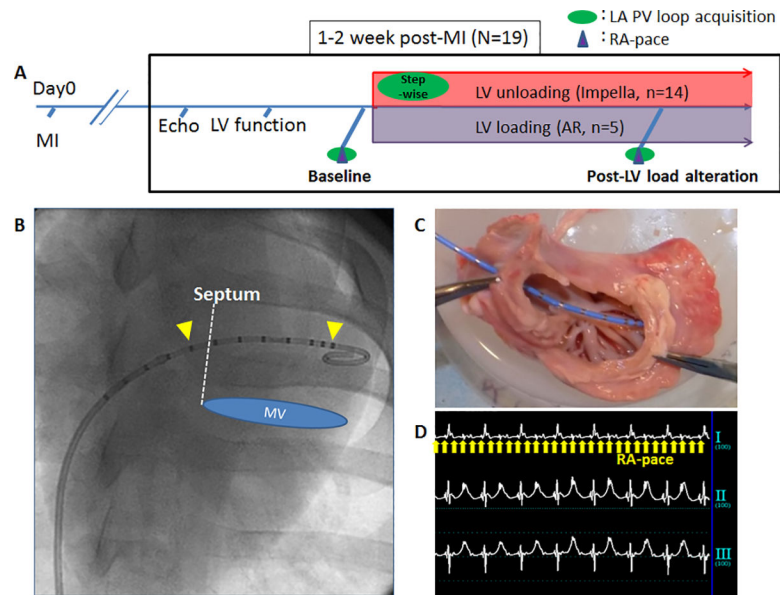 : LA PV loop acquisition
: RA-pace
1-2 week post-MI (N=19)
A
Day0
MI
Echo
LV function
Step
-wise
LV unloading (Impella, n=14)
LV loading (AR, n=5)
Baseline
Post-LV load alteration
B
Septum
MV
C
D
I
(100)
RA-pace
II
(100)
III
(100)